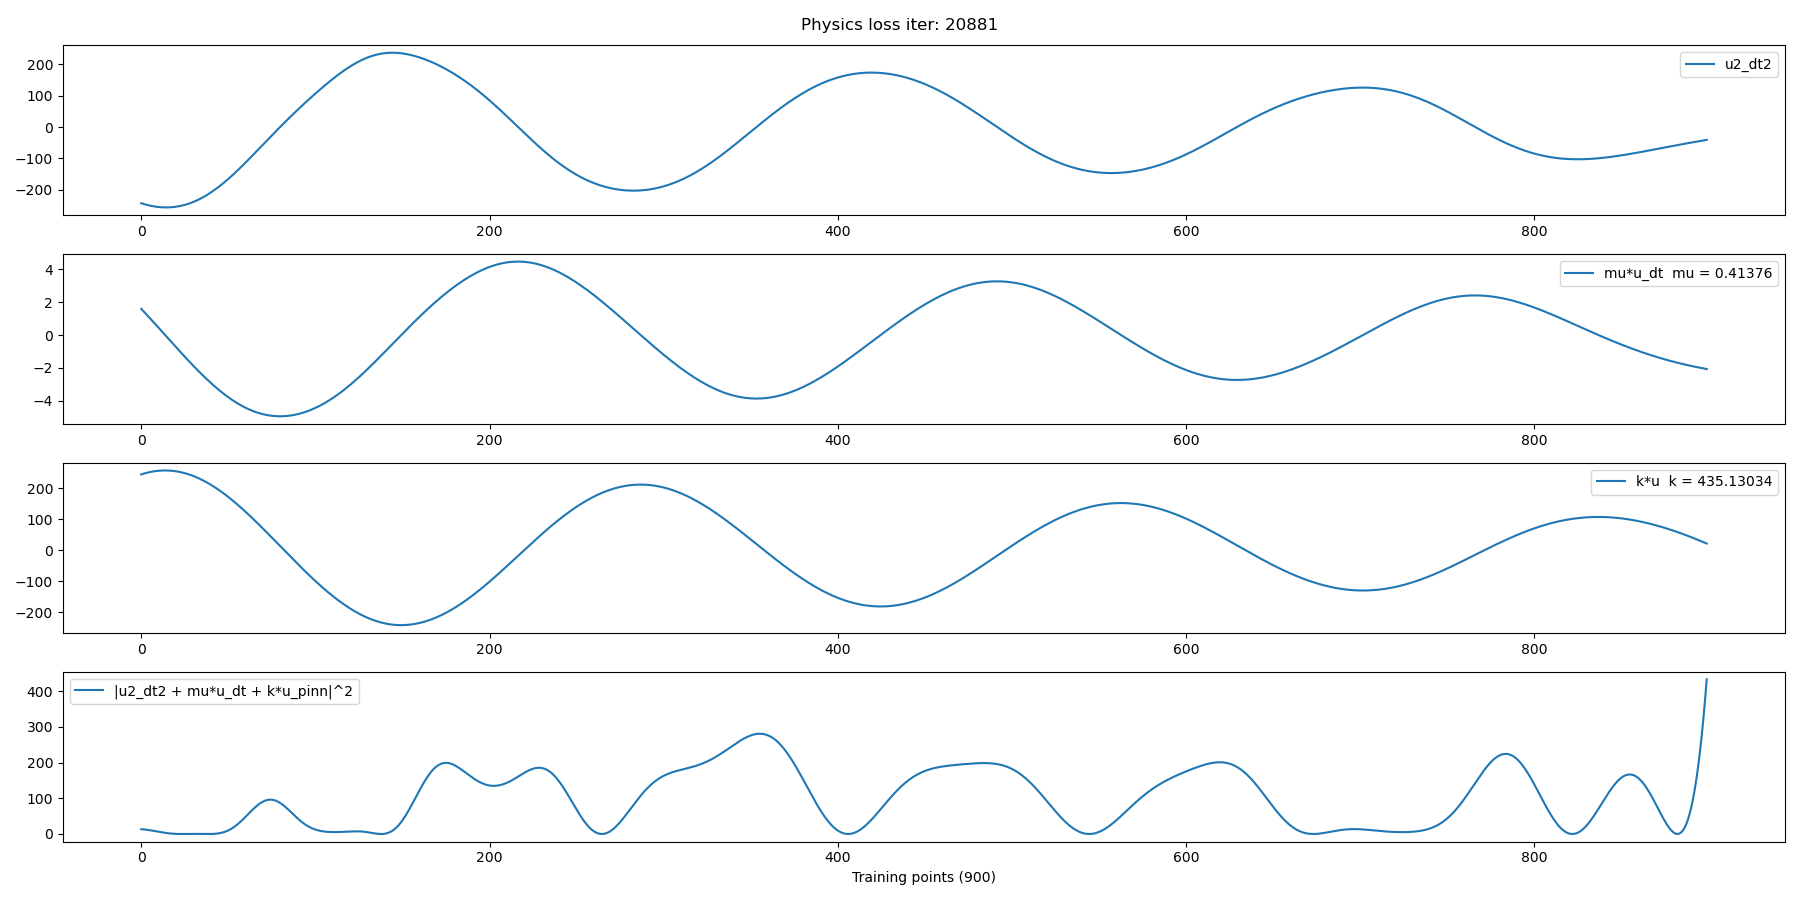 Physics loss iter: 20881
u2_dt2
200
100
0
−100
−200
0 200 400 600 800
mu*u_dt  mu = 0.41376
4
2
0
−2
−4
0 200 400 600 800
k*u  k = 435.13034
200
100
0
−100
−200
0 200 400 600 800
|u2_dt2 + mu*u_dt + k*u_pinn|^2
400
300
200
100
0
0 200 400 600 800
Training points (900)